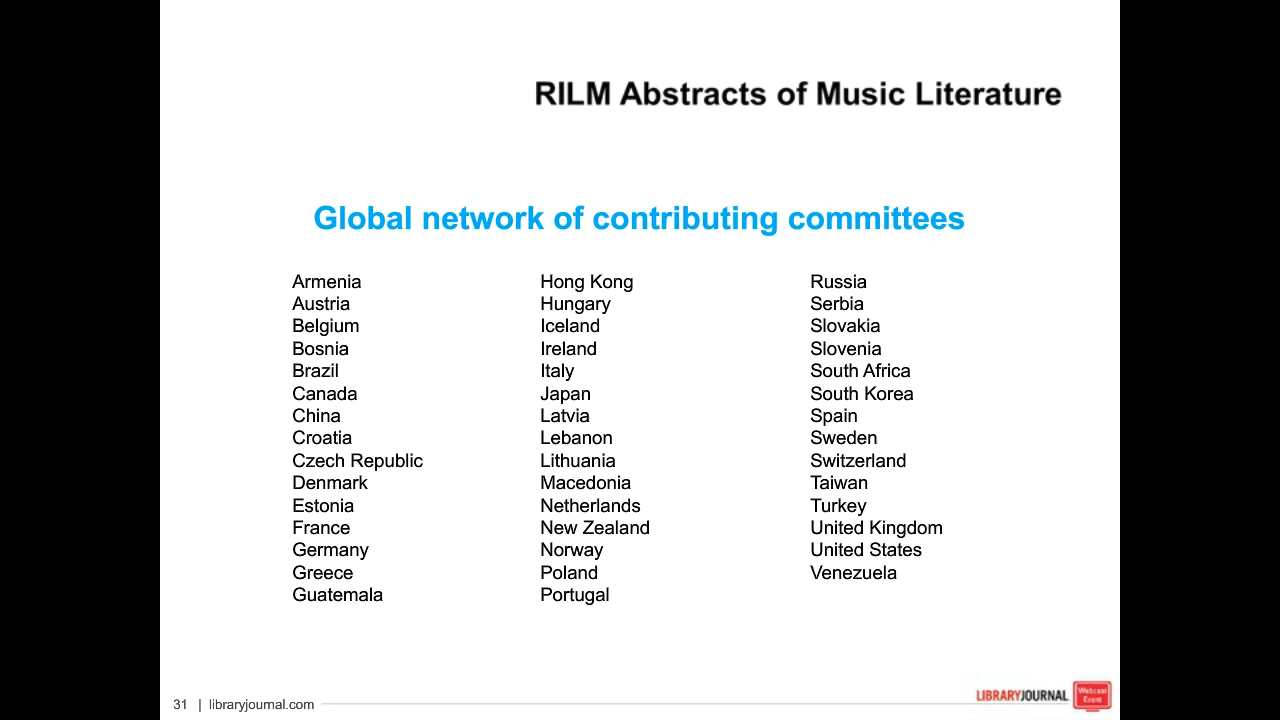 RILM Abstracts of Music Literature
Global network of contributing committees
Armenia
Austria
Belgium
Bosnia
Brazil
Canada
China
Croatia
Czech Republic
Denmark
Estonia
France
Germany
Greece
Guatemala
Hong Kong
Hungary
Iceland
Ireland
Italy
Japan
Latvia
Lebanon
Lithuania
Macedonia
Netherlands
New Zealand
Norway
Poland
Portugal
Russia
Serbia
Slovakia
Slovenia
South Africa
South Korea
Spain
Sweden
Switzerland
Taiwan
Turkey
United Kingdom
United States
Venezuela
31 | libraryjournal.com
LIBRARYJOURNAL
Webcast
Event